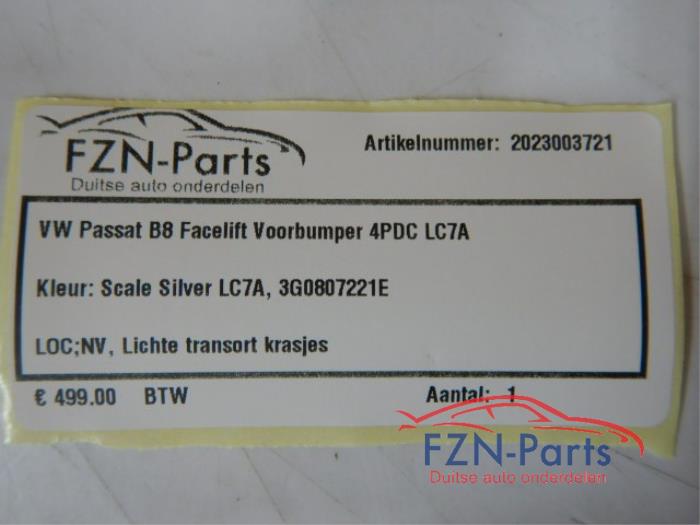 FZN-Parts
Duitse auto onderdelen
Artikelnummer: 2023003721
VW Passat B8 Facelift Voorbumper 4PDC LC7A
Kleur: Scale Silver LC7A, 3G0807221E
LOC;NV, Lichte transort krasjes
€ 499.00 BTW Aantal: 1
FZN-Parts
Duitse auto onderdelen